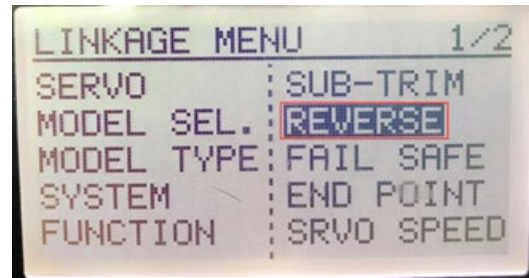 LINKAGE MENU 1/2
SERVO
MODEL SEL.
MODEL TYPE
SYSTEM
FUNCTION
SUB-TRIM
REVERSE
FAIL SAFE
END POINT
SRVO SPEED